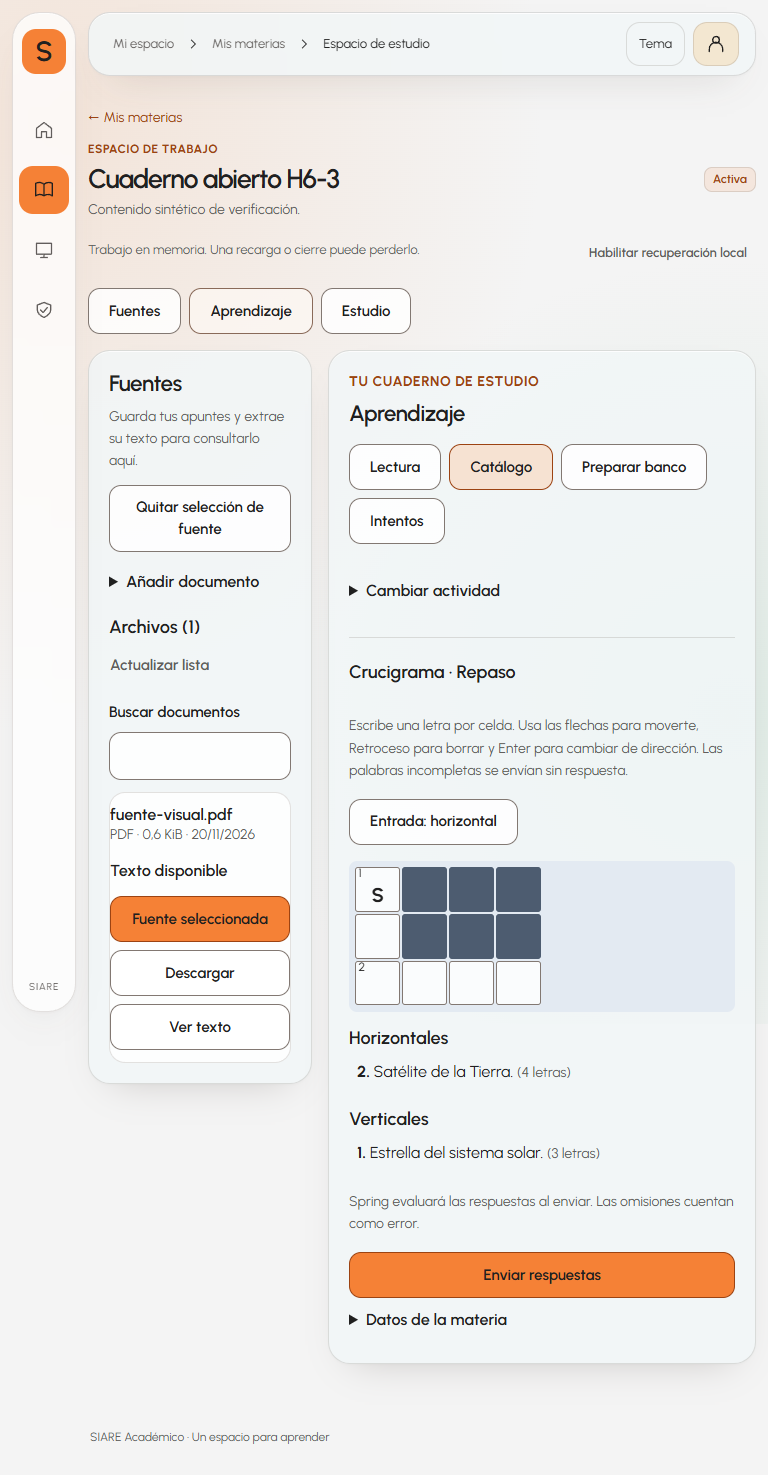 S
Mi espacio > Mis materias > Espacio de estudio
Tema
← Mis materias
ESPACIO DE TRABAJO
Cuaderno abierto H6-3
Activa
Contenido sintético de verificación.
Trabajo en memoria. Una recarga o cierre puede perderlo.
Habilitar recuperación local
Fuentes
Aprendizaje
Estudio
Fuentes
Guarda tus apuntes y extrae
su texto para consultarlo
aquí.
Quitar selección de
fuente
Añadir documento
Archivos (1)
Actualizar lista
Buscar documentos
fuente-visual.pdf
PDF · 0,6 KiB · 20/11/2026
Texto disponible
Fuente seleccionada
Descargar
Ver texto
SIARE
TU CUADERNO DE ESTUDIO
Aprendizaje
Lectura
Catálogo
Preparar banco
Intentos
Cambiar actividad
Crucigrama · Repaso
Escribe una letra por celda. Usa las flechas para moverte,
Retroceso para borrar y Enter para cambiar de dirección. Las
palabras incompletas se envían sin respuesta.
Entrada: horizontal
1
S
2
Horizontales
2. Satélite de la Tierra. (4 letras)
Verticales
1. Estrella del sistema solar. (3 letras)
Spring evaluará las respuestas al enviar. Las omisiones cuentan
como error.
Enviar respuestas
Datos de la materia
SIARE Académico · Un espacio para aprender